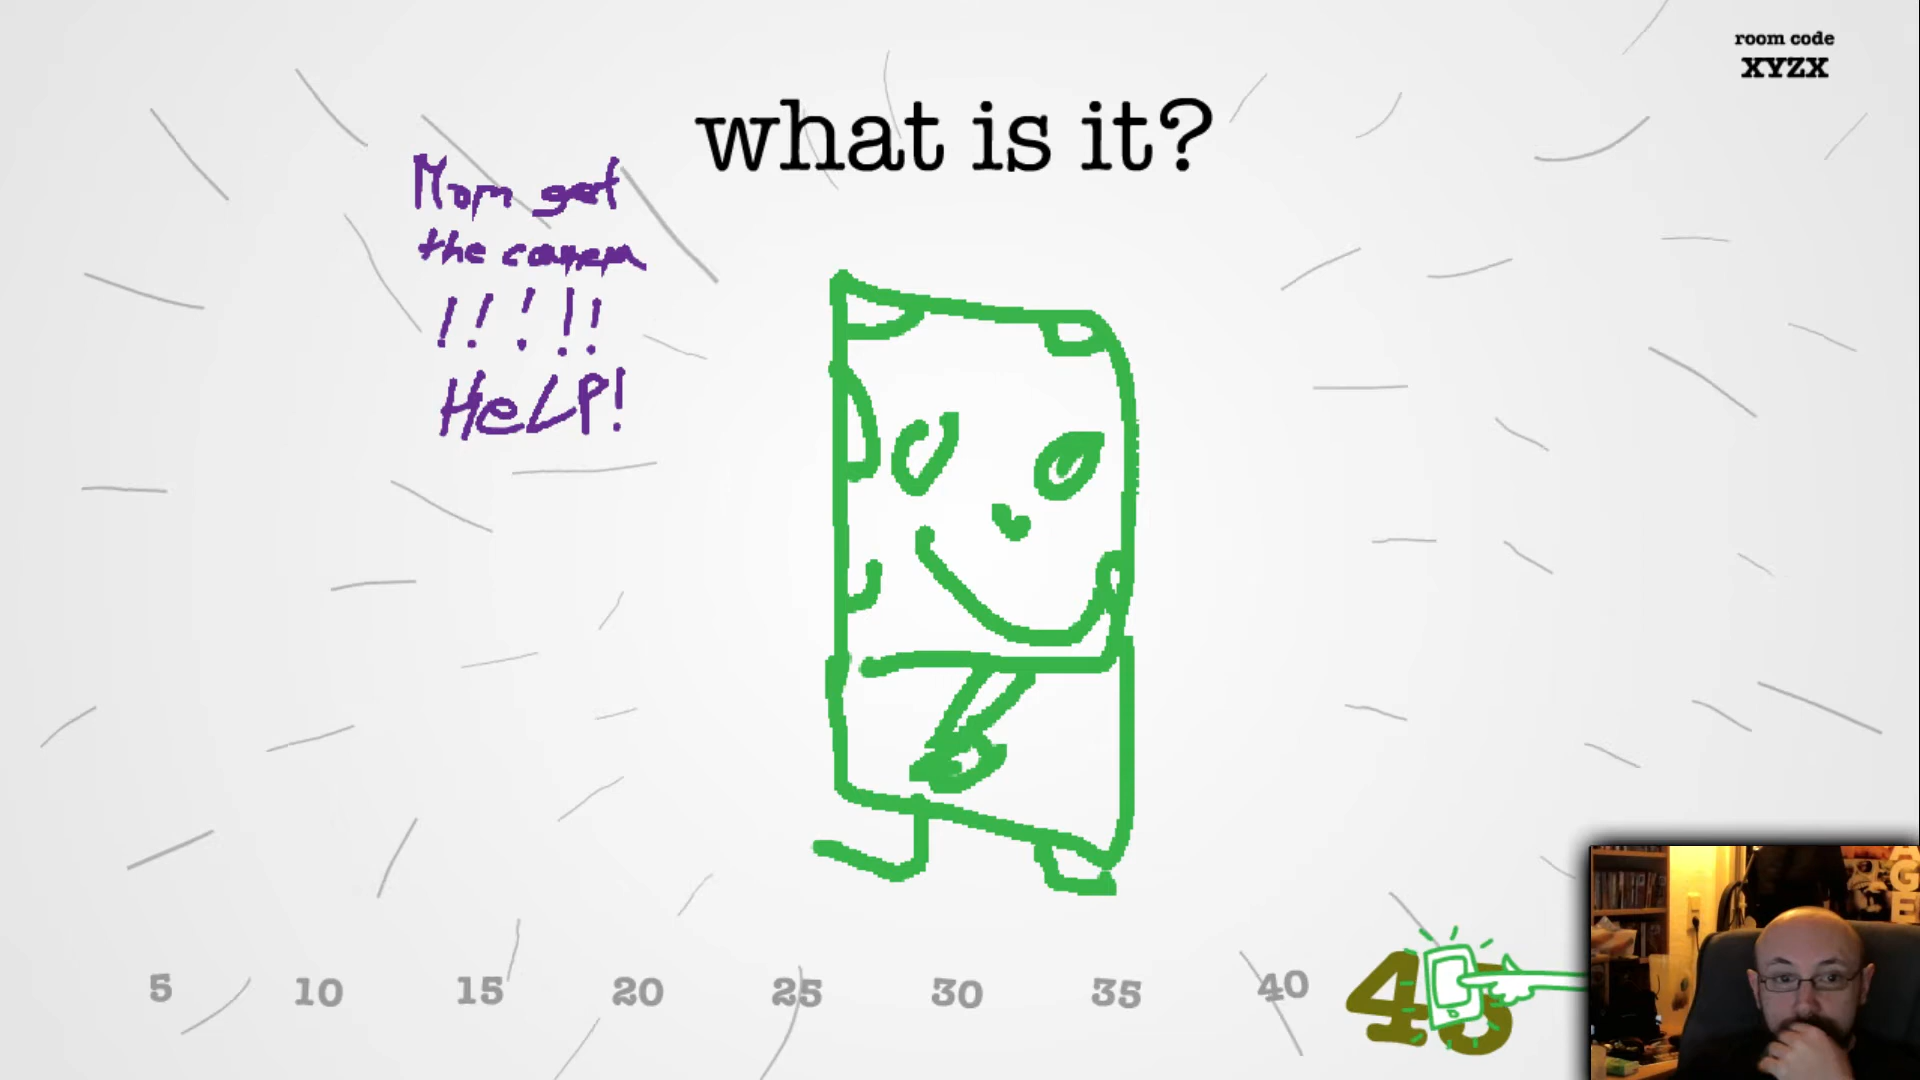 room code
XYZX
what is it?
Mom get
the camera
!!!!!
HeLP!
5 10 15 20 25 30 35 40 45